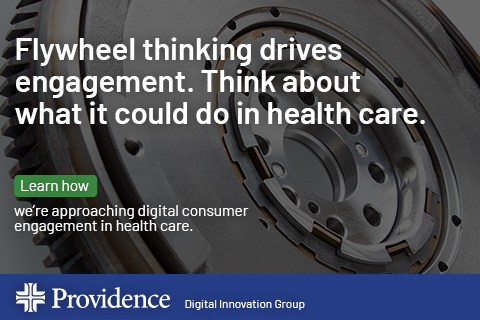 Flywheel thinking drives
engagement. Think about
what it could do in health care.
Learn how
we're approaching digital consumer
engagement in health care.
Providence Digital Innovation Group